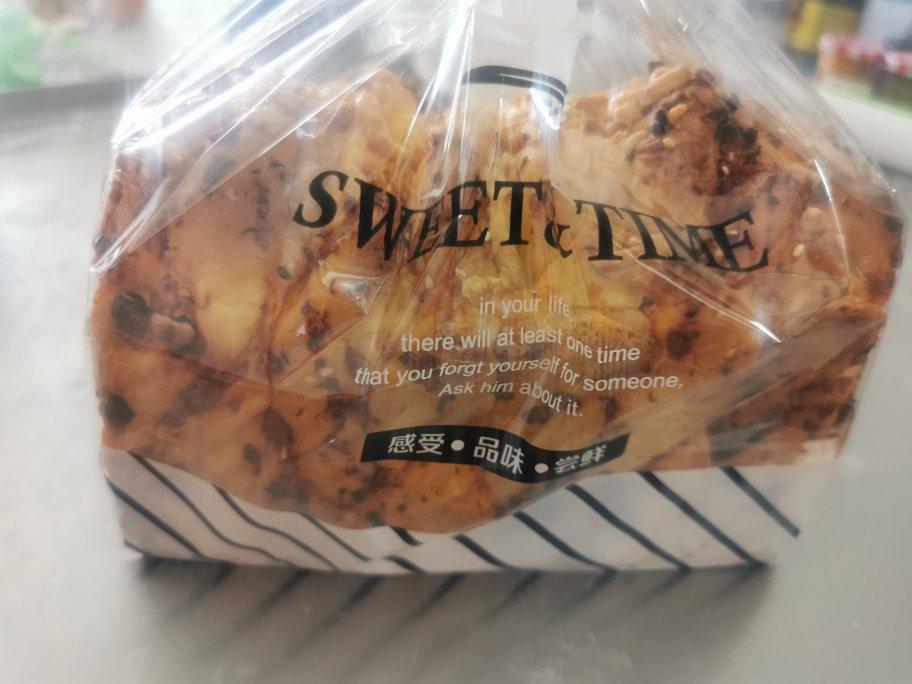 SWEET & TIME
in your life,
there will at least one time
that you forgt yourself for someone,
Ask him about it.
感受•品味•尝鲜